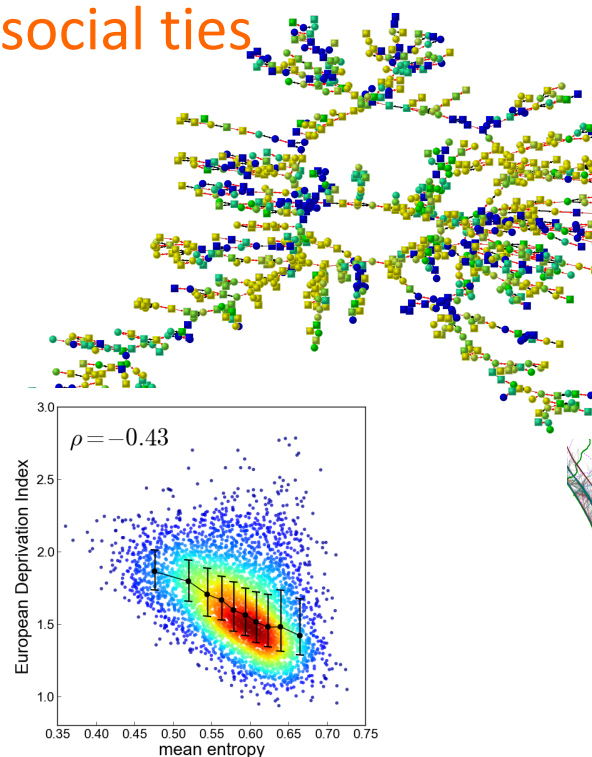 social ties
3.0
ρ=−0.43
2.5
2.0
1.5
1.0
European Deprivation Index
0.35 0.40 0.45 0.50 0.55 0.60 0.65 0.70 0.75
mean entropy